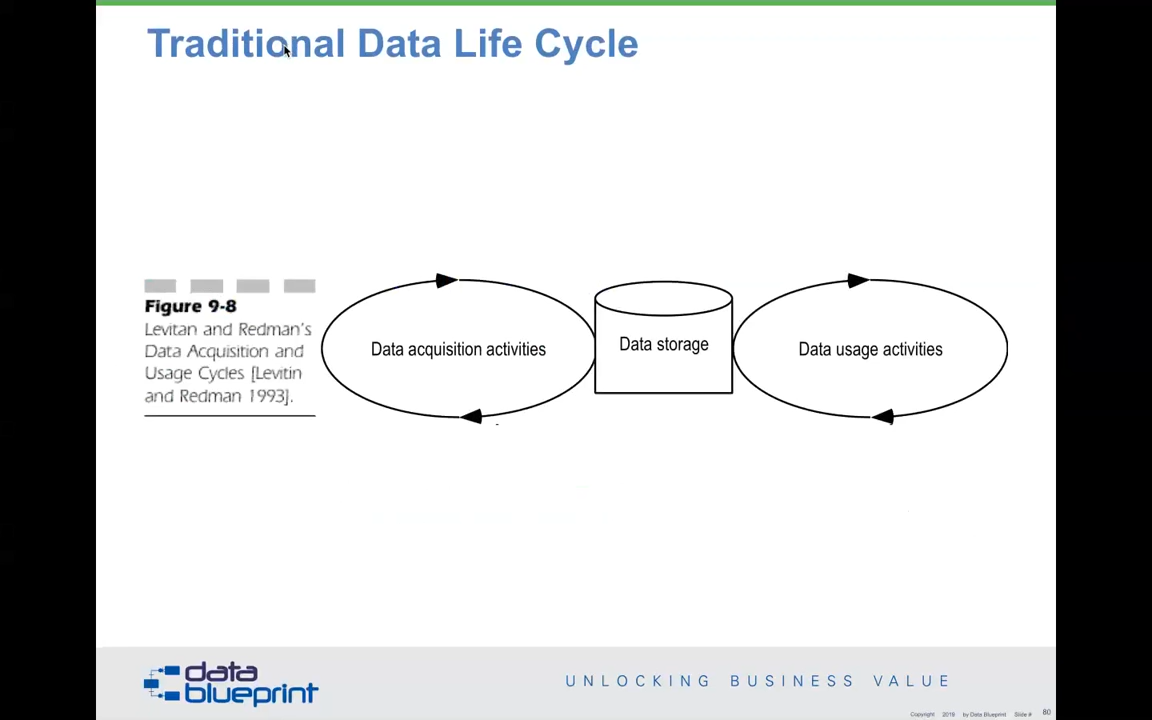 Traditional Data Life Cycle
Figure 9-8
Levitan and Redman's
Data Acquisition and
Usage Cycles [Levitin
and Redman 1993].
Data acquisition activities
Data storage
Data usage activities
data
blueprint
UNLOCKING BUSINESS VALUE
Copyright 2018 by Data Blueprint Slide # 80